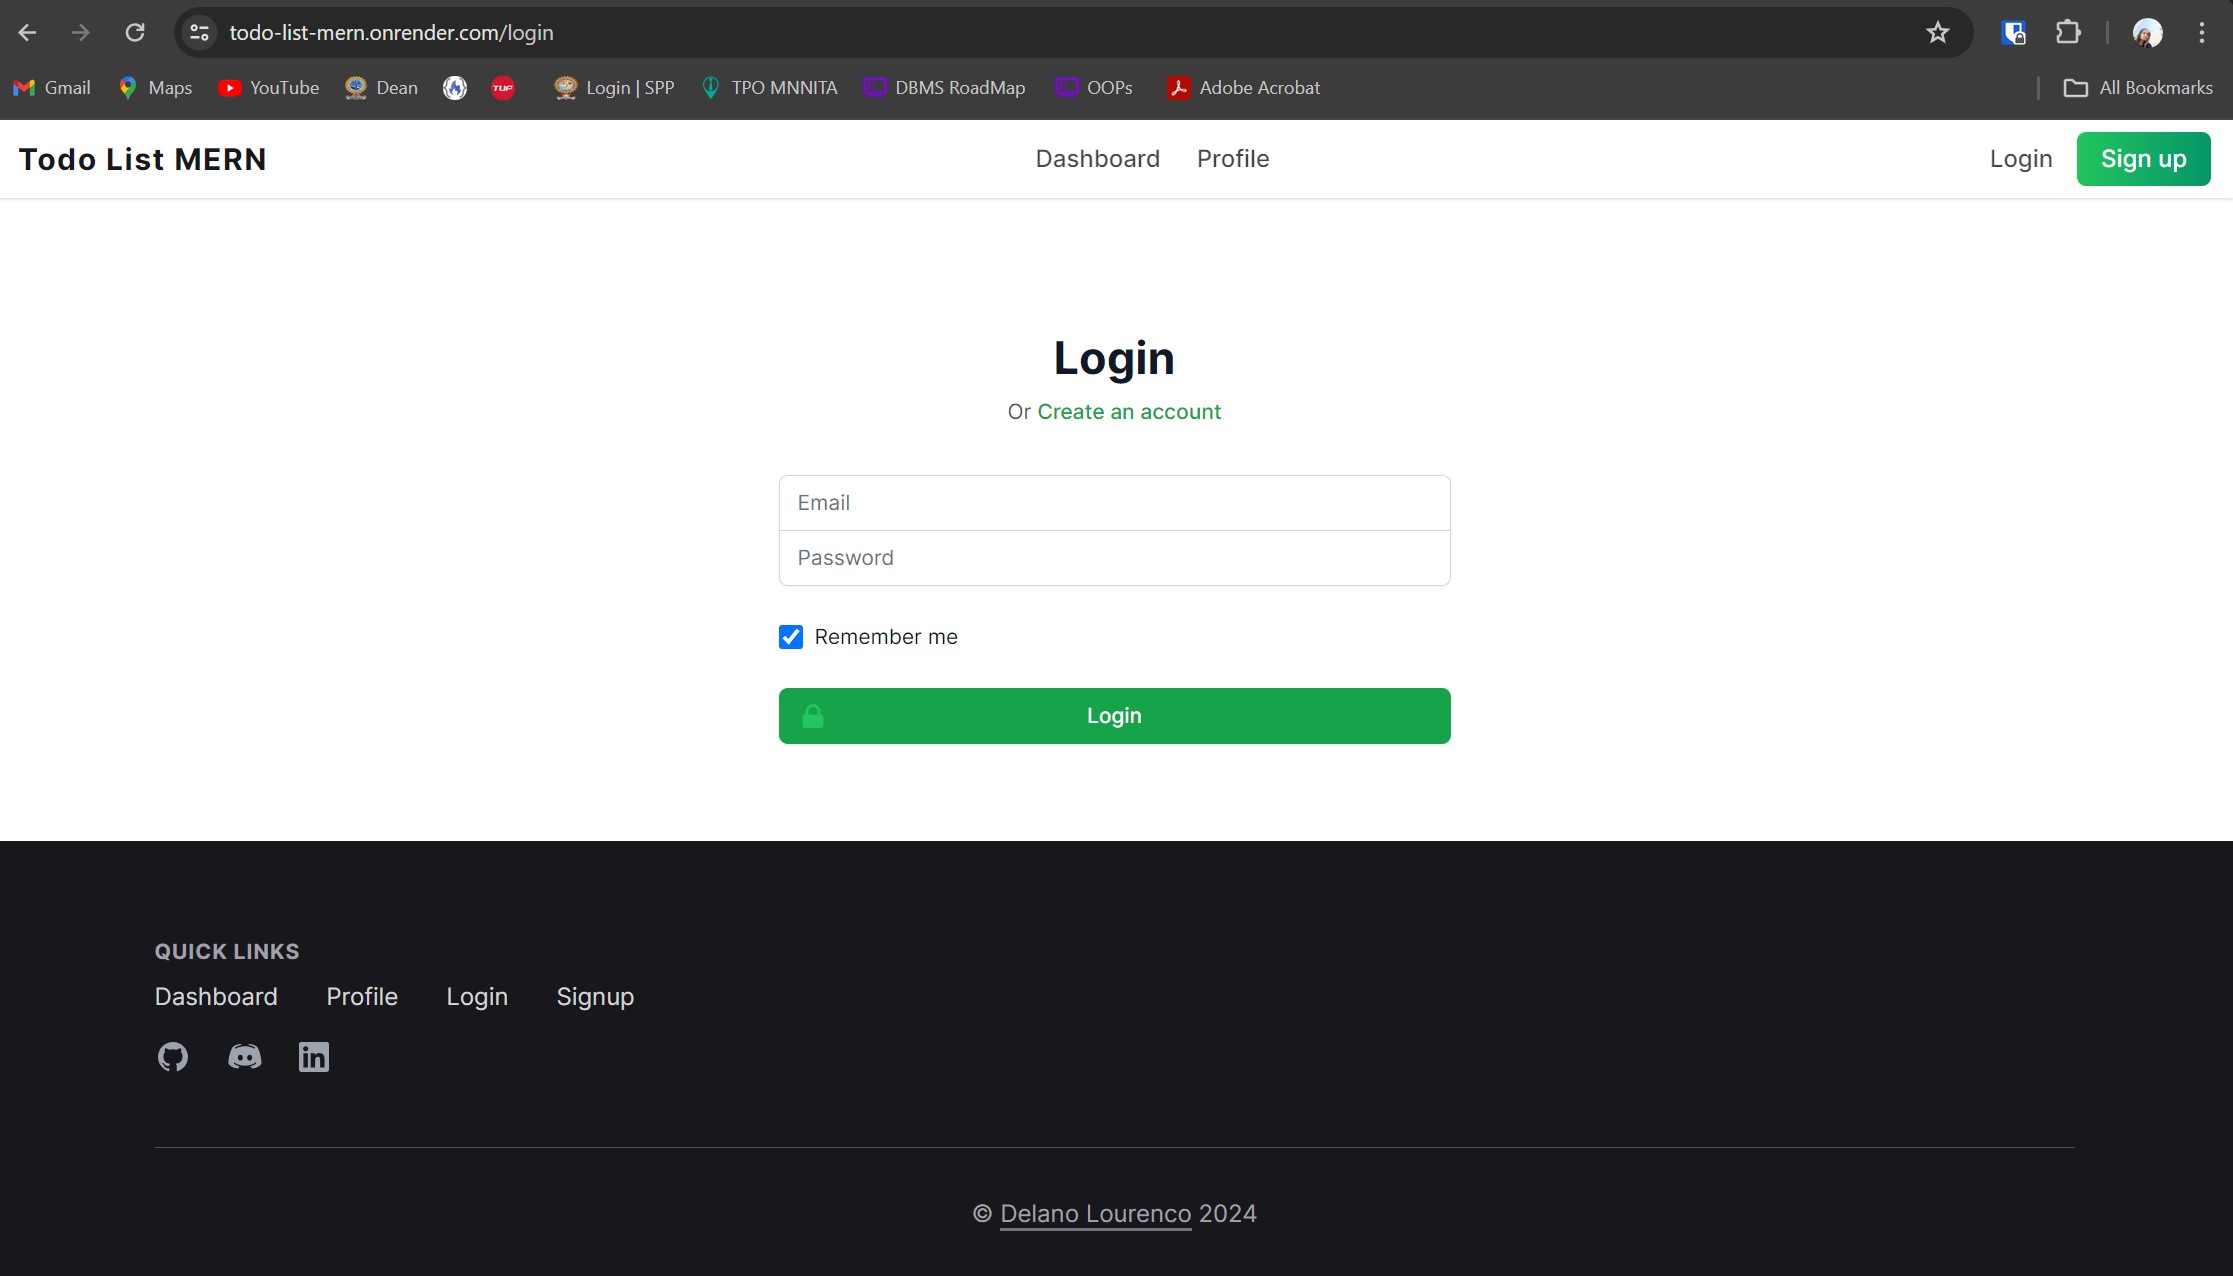 todo-list-mern.onrender.com/login
Gmail Maps YouTube Dean TUF Login | SPP TPO MNNITA DBMS RoadMap OOPs Adobe Acrobat All Bookmarks
Todo List MERN Dashboard Profile Login Sign up
Login
Or Create an account
Email
Password
Remember me
Login
QUICK LINKS
Dashboard Profile Login Signup
in
© Delano Lourenco 2024